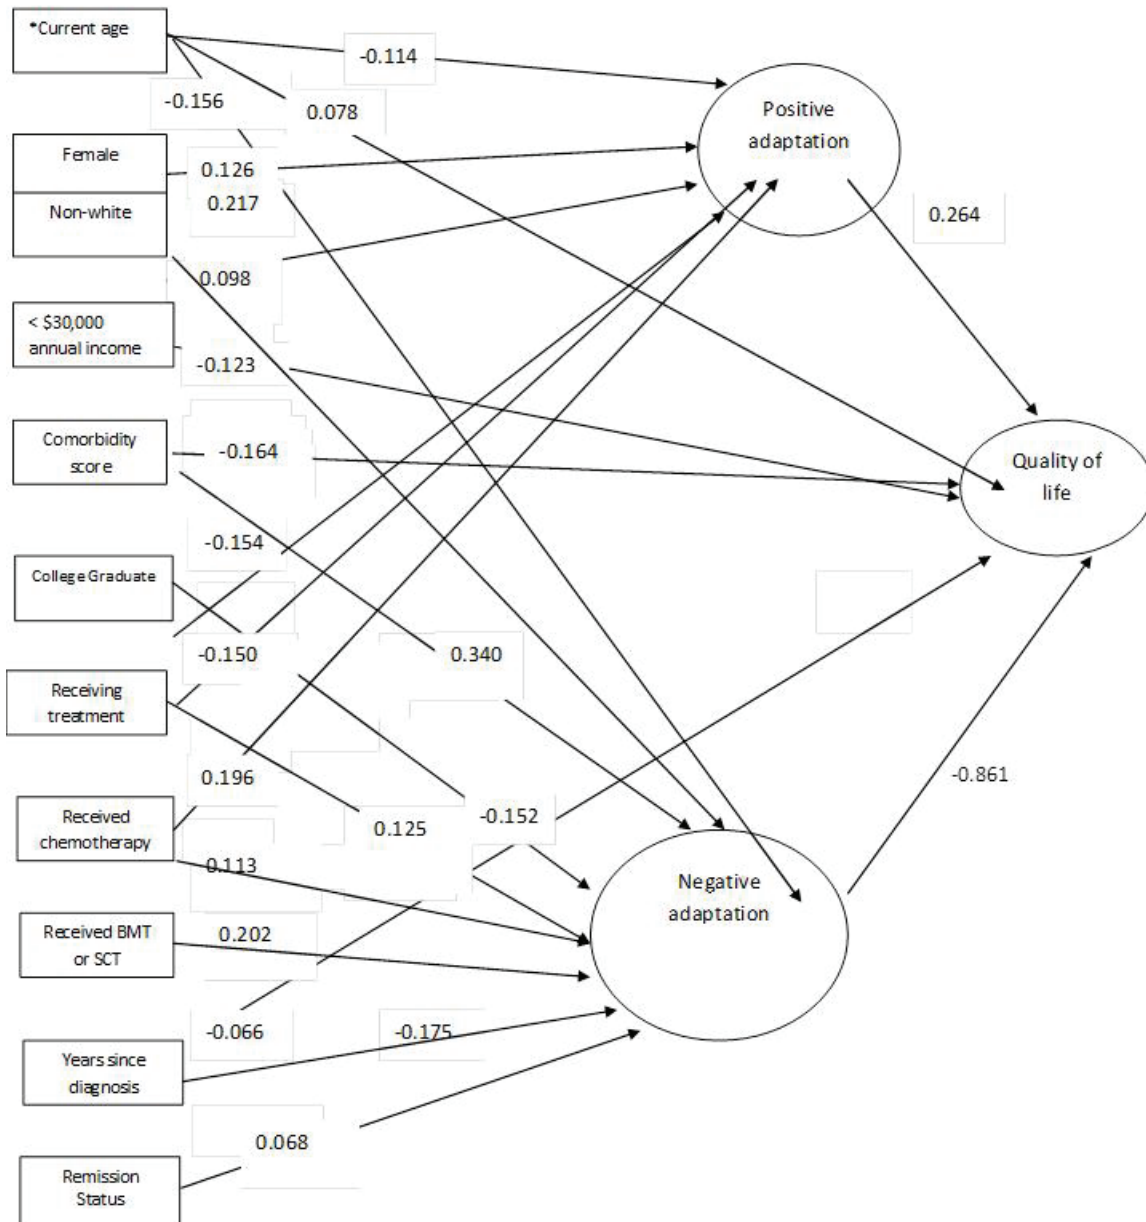 *Current age
-0.114
-0.156
0.078
Positive
adaptation
Female
0.126
Non-white
0.217
0.264
0.098
< $30,000
annual income
-0.123
Comorbidity
score
-0.164
Quality of
life
-0.154
College Graduate
-0.150
0.340
Receiving
treatment
0.196
-0.861
Received
chemotherapy
0.125
-0.152
0.113
Negative
adaptation
Received BMT
or SCT
0.202
-0.066
-0.175
Years since
diagnosis
0.068
Remission
Status